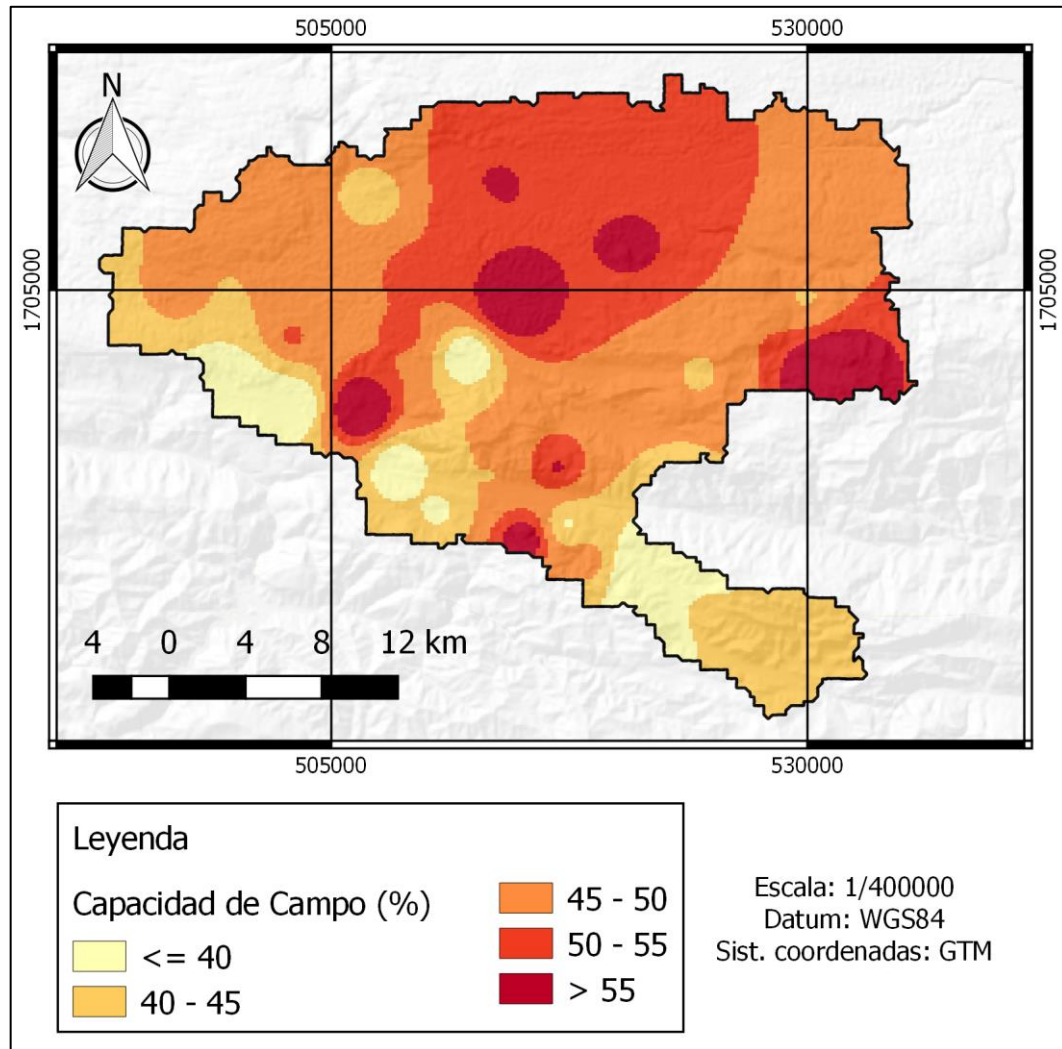 505000 530000
N
1705000 1705000
4 0 4 8 12 km
505000 530000
Leyenda
Capacidad de Campo (%)
<= 40
40 - 45
45 - 50
50 - 55
> 55
Escala: 1/400000
Datum: WGS84
Sist. coordenadas: GTM